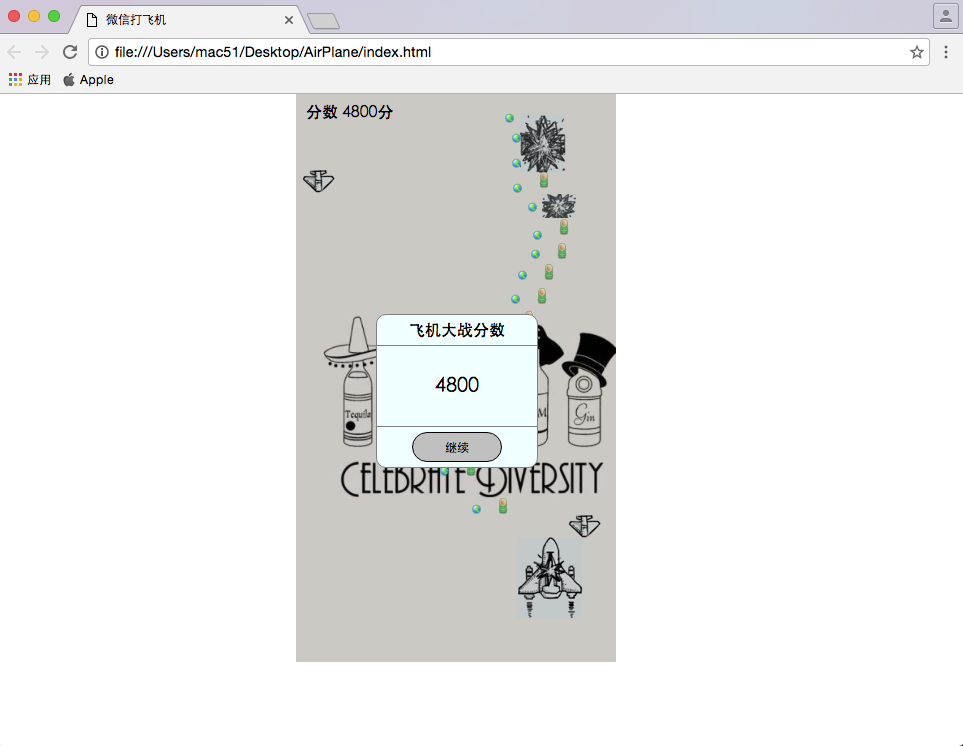 微信打飞机
file:///Users/mac51/Desktop/AirPlane/index.html
应用 Apple
分数 4800分
飞机大战分数
4800
继续
Tequila
M
Gin
CELEBRATE DIVERSITY